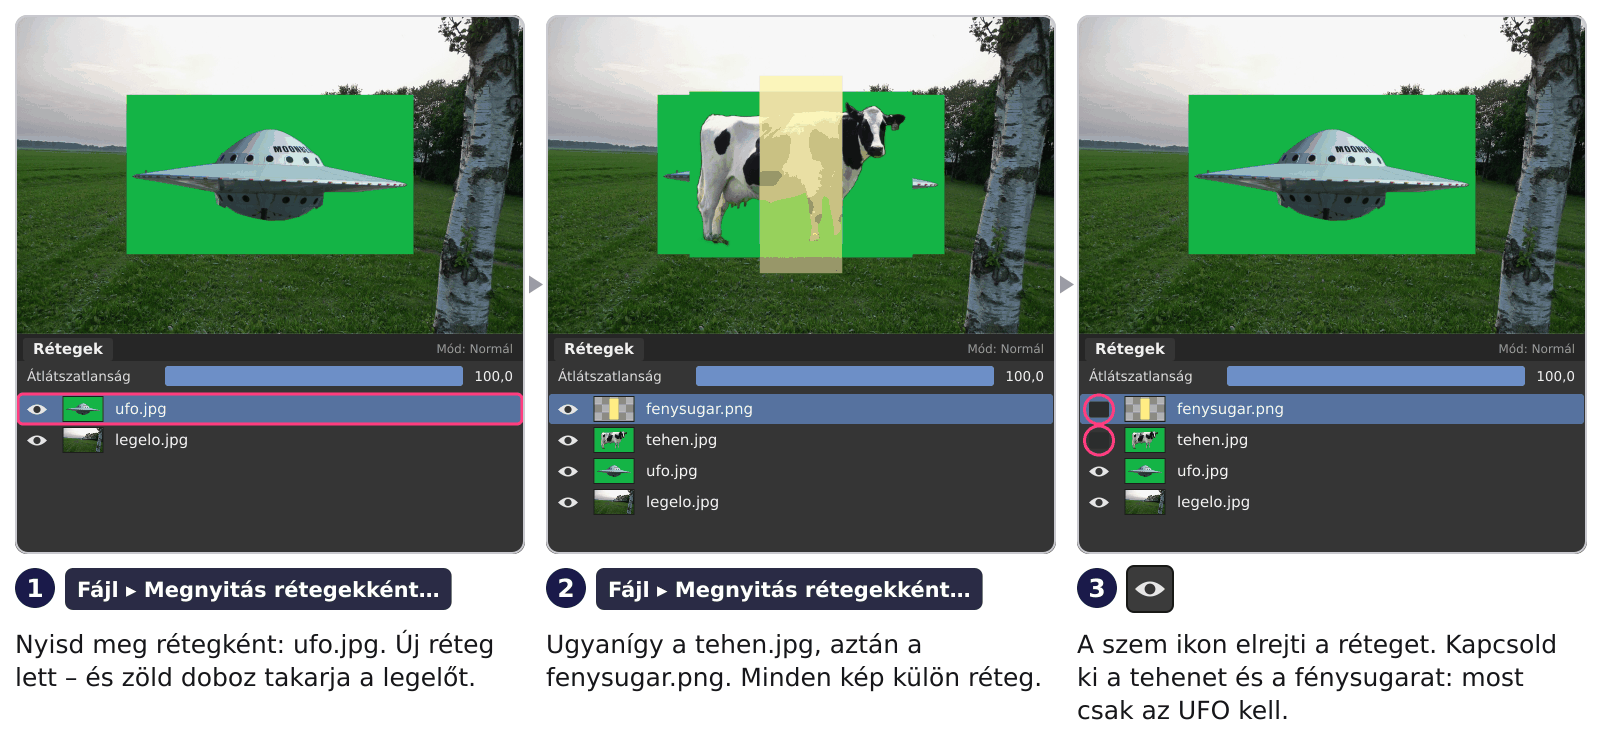 MOONG
Rétegek
Mód: Normál
Átlátszatlanság
100,0
ufo.jpg
legelo.jpg
1 Fájl ▸ Megnyitás rétegekként...
Nyisd meg rétegként: ufo.jpg. Új réteg
lett – és zöld doboz takarja a legelőt.
Rétegek
Mód: Normál
Átlátszatlanság
100,0
fenysugar.png
tehen.jpg
ufo.jpg
legelo.jpg
2 Fájl ▸ Megnyitás rétegekként...
Ugyanígy a tehen.jpg, aztán a
fenysugar.png. Minden kép külön réteg.
MOONG
Rétegek
Mód: Normál
Átlátszatlanság
100,0
fenysugar.png
tehen.jpg
ufo.jpg
legelo.jpg
3
A szem ikon elrejti a réteget. Kapcsold
ki a tehenet és a fénysugarat: most
csak az UFO kell.